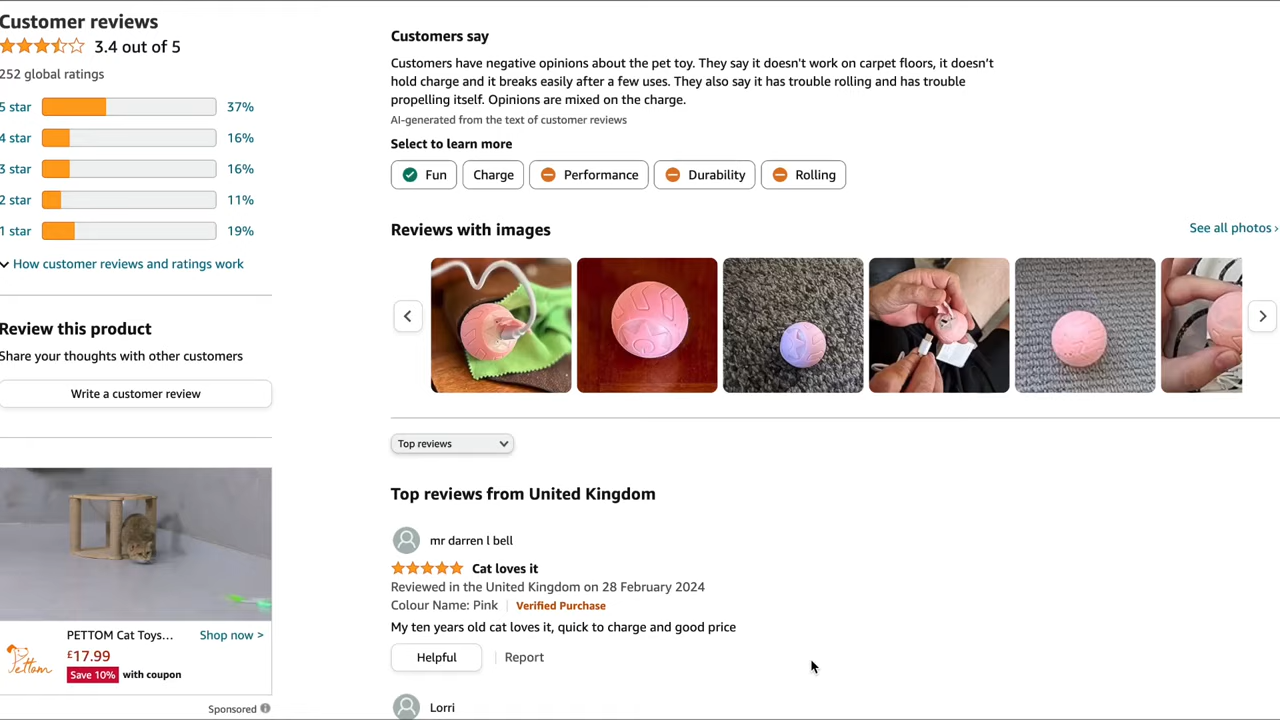 Customer reviews
3.4 out of 5
252 global ratings
5 star 37%
4 star 16%
3 star 16%
2 star 11%
1 star 19%
How customer reviews and ratings work
Review this product
Share your thoughts with other customers
Write a customer review
PETTOM Cat Toys...
Shop now >
Pettom
£17.99
Save 10% with coupon
Sponsored
Customers say
Customers have negative opinions about the pet toy. They say it doesn't work on carpet floors, it doesn't
hold charge and it breaks easily after a few uses. They also say it has trouble rolling and has trouble
propelling itself. Opinions are mixed on the charge.
AI-generated from the text of customer reviews
Select to learn more
Fun
Charge
Performance
Durability
Rolling
Reviews with images
See all photos ›
Top reviews
Top reviews from United Kingdom
mr darren l bell
Cat loves it
Reviewed in the United Kingdom on 28 February 2024
Colour Name: Pink | Verified Purchase
My ten years old cat loves it, quick to charge and good price
Helpful | Report
Lorri